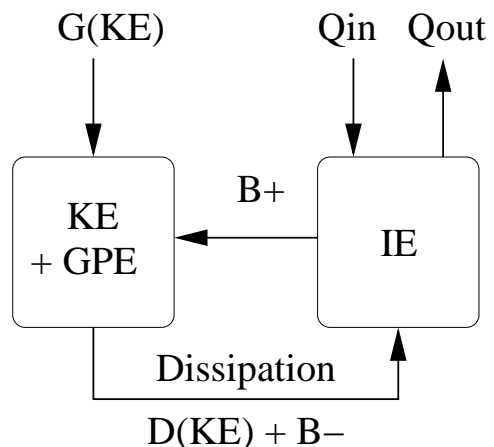 G(KE)
Qin Qout
B+
KE
+ GPE
IE
Dissipation
D(KE) + B−